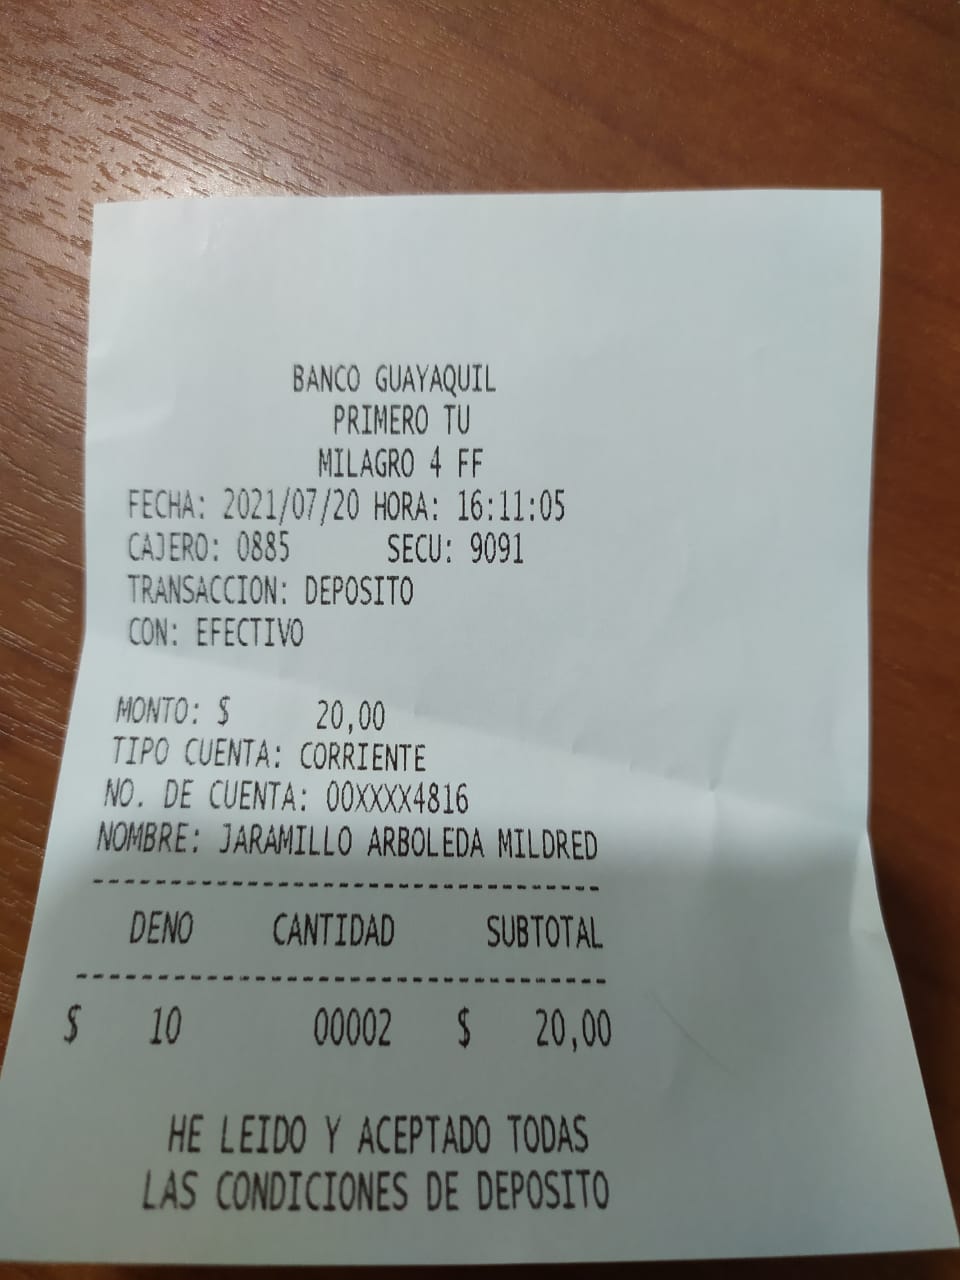 BANCO GUAYAQUIL
PRIMERO TU
MILAGRO 4 FF
FECHA: 2021/07/20 HORA: 16:11:05
CAJERO: 0885 SECU: 9091
TRANSACCION: DEPOSITO
CON: EFECTIVO
MONTO: $ 20,00
TIPO CUENTA: CORRIENTE
NO. DE CUENTA: 00XXXX4816
NOMBRE: JARAMILLO ARBOLEDA MILDRED
--------------------------------
DENO CANTIDAD SUBTOTAL
--------------------------------
$ 10 00002 $ 20,00
HE LEIDO Y ACEPTADO TODAS
LAS CONDICIONES DE DEPOSITO